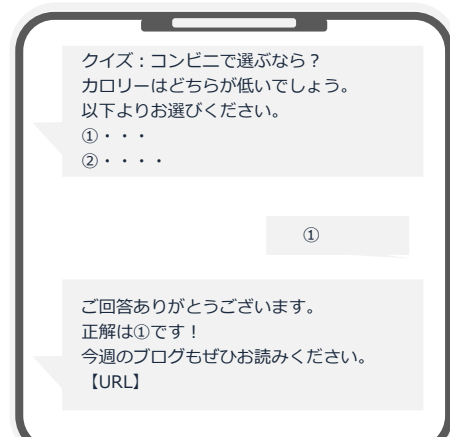 クイズ：コンビニで選ぶなら？
カロリーはどちらが低いでしょう。
以下よりお選びください。
①・・・
②・・・・
①
ご回答ありがとうございます。
正解は①です！
今週のブログもぜひお読みください。
【URL】